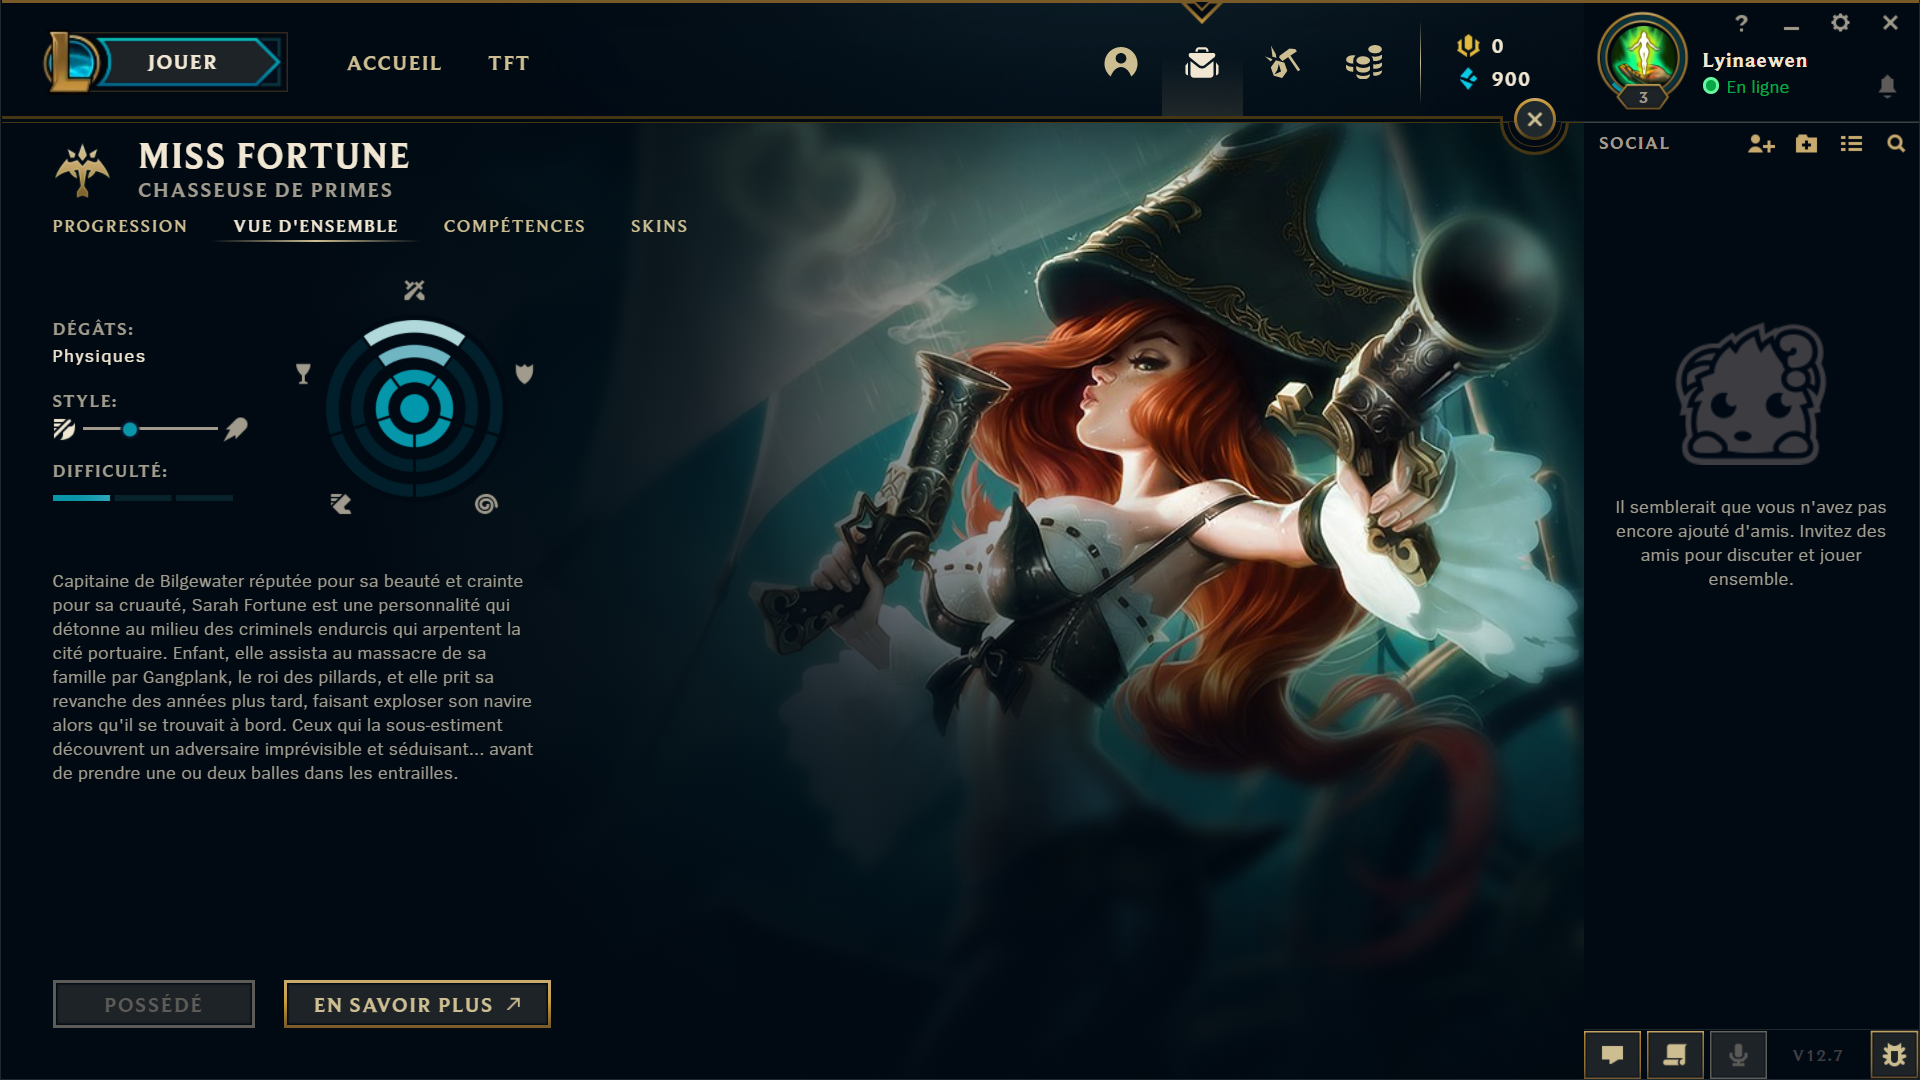 JOUER
ACCUEIL
TFT
0
900
3
Lyinaewen
En ligne
MISS FORTUNE
CHASSEUSE DE PRIMES
PROGRESSION
VUE D'ENSEMBLE
COMPÉTENCES
SKINS
DÉGÂTS:
Physiques
STYLE:
DIFFICULTÉ:
Capitaine de Bilgewater réputée pour sa beauté et crainte
pour sa cruauté, Sarah Fortune est une personnalité qui
détonne au milieu des criminels endurcis qui arpentent la
cité portuaire. Enfant, elle assista au massacre de sa
famille par Gangplank, le roi des pillards, et elle prit sa
revanche des années plus tard, faisant exploser son navire
alors qu'il se trouvait à bord. Ceux qui la sous-estiment
découvrent un adversaire imprévisible et séduisant... avant
de prendre une ou deux balles dans les entrailles.
POSSÉDÉ
EN SAVOIR PLUS
SOCIAL
Il semblerait que vous n'avez pas
encore ajouté d'amis. Invitez des
amis pour discuter et jouer
ensemble.
V12.7